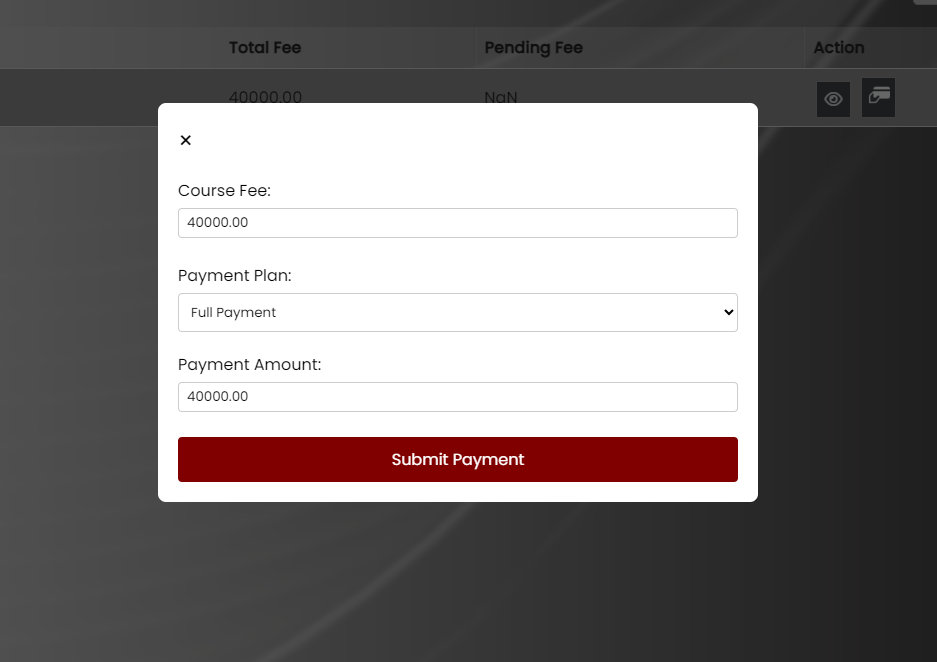 Total Fee Pending Fee Action
40000.00 NaN
×
Course Fee:
40000.00
Payment Plan:
Full Payment
Payment Amount:
40000.00
Submit Payment